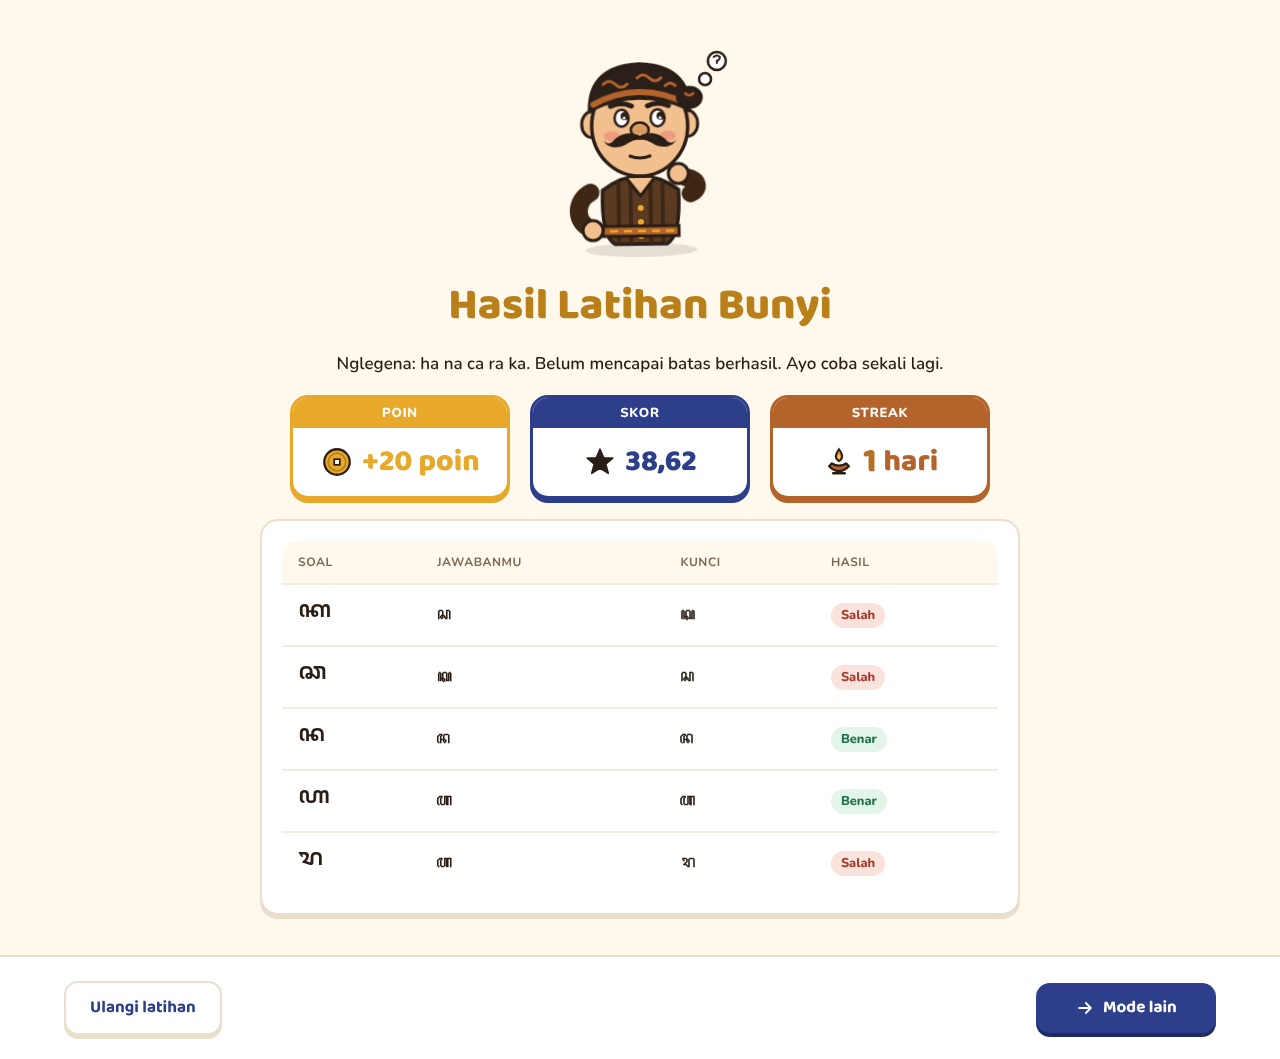 Hasil Latihan Bunyi
Nglegena: ha na ca ra ka. Belum mencapai batas berhasil. Ayo coba sekali lagi.
POIN
+20 poin
SKOR
38,62
STREAK
1 hari
SOAL JAWABANMU KUNCI HASIL
ꦏ ꦕ ꦏ Salah
ꦕ ꦏ ꦕ Salah
ꦤ ꦤ ꦤ Benar
ꦲ ꦲ ꦲ Benar
ꦫ ꦲ ꦫ Salah
Ulangi latihan
→ Mode lain